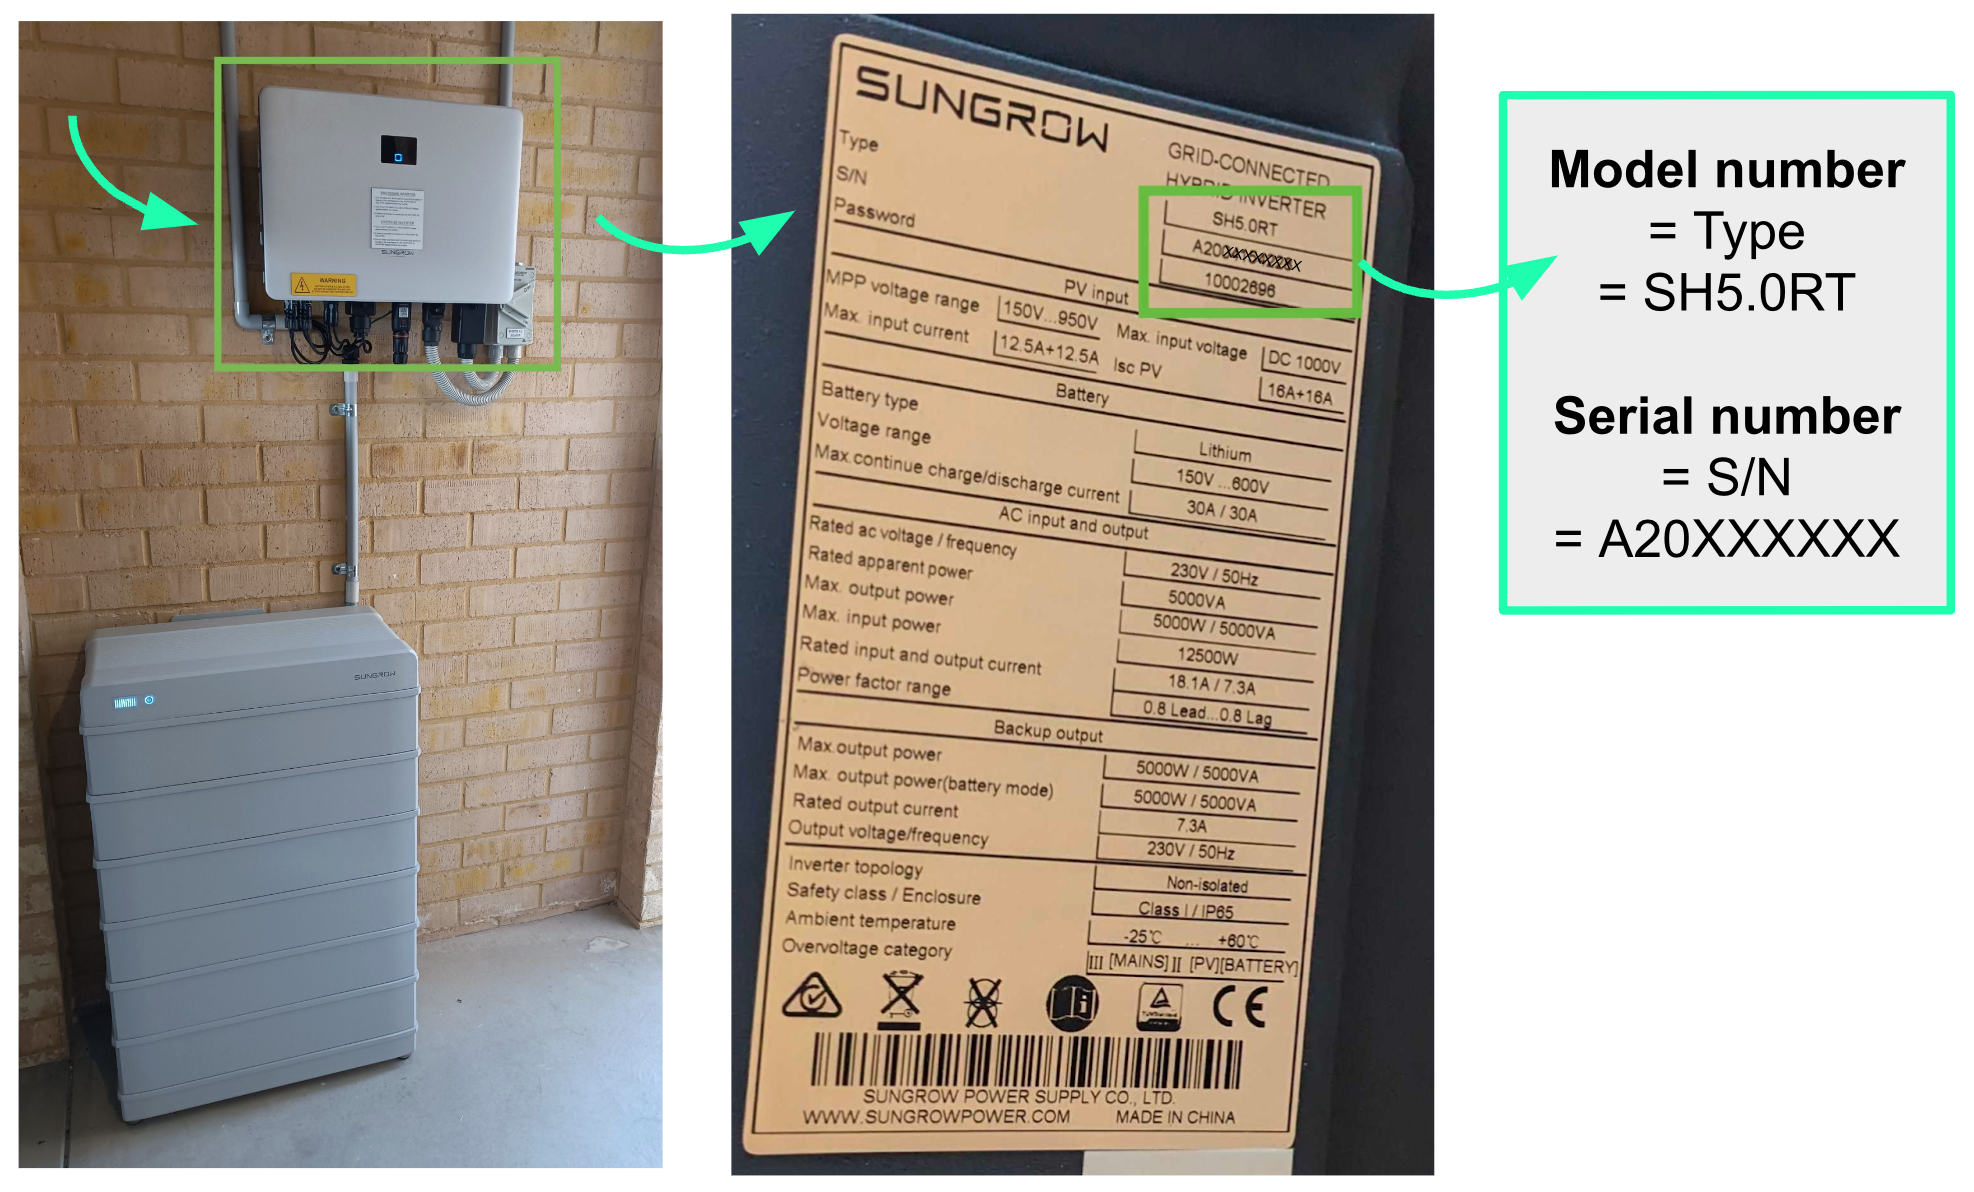 WARNING
SUNGROW
SUNGROW
SUNGROW
GRID-CONNECTED
HYBRID INVERTER
Type SH5.0RT
S/N A20XXXXXXX
Password 10002696
PV input
MPP voltage range 150V...950V Max. input voltage DC 1000V
Max. input current 12.5A+12.5A Isc PV 16A+16A
Battery
Battery type Lithium
Voltage range 150V ...600V
Max.continue charge/discharge current 30A / 30A
AC input and output
Rated ac voltage / frequency 230V / 50Hz
Rated apparent power 5000VA
Max. output power 5000W / 5000VA
Max. input power 12500W
Rated input and output current 18.1A / 7.3A
Power factor range 0.8 Lead...0.8 Lag
Backup output
Max.output power 5000W / 5000VA
Max. output power(battery mode) 5000W / 5000VA
Rated output current 7.3A
Output voltage/frequency 230V / 50Hz
Inverter topology Non-isolated
Safety class / Enclosure Class I / IP65
Ambient temperature -25℃ ... +60℃
Overvoltage category III [MAINS] II [PV][BATTERY]
CE
SUNGROW POWER SUPPLY CO., LTD.
WWW.SUNGROWPOWER.COM MADE IN CHINA
Model number
= Type
= SH5.0RT
Serial number
= S/N
= A20XXXXXX